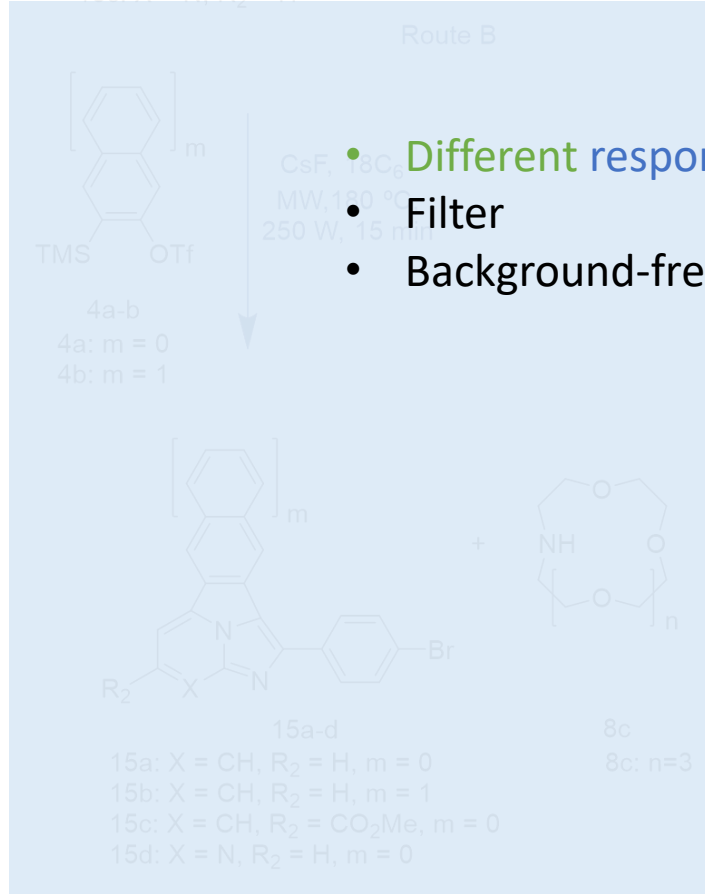 Route B
• Different respon
• Filter
• Background-fre
m
CsF, 18C6
MW,180 ºC
250 W, 15 min
TMS
OTf
4a-b
4a: m = 0
4b: m = 1
m
+
NH
O
O
O
n
N
N
X
R2
Br
15a-d
15a: X = CH, R2 = H, m = 0
15b: X = CH, R2 = H, m = 1
15c: X = CH, R2 = CO2Me, m = 0
15d: X = N, R2 = H, m = 0
8c
8c: n=3